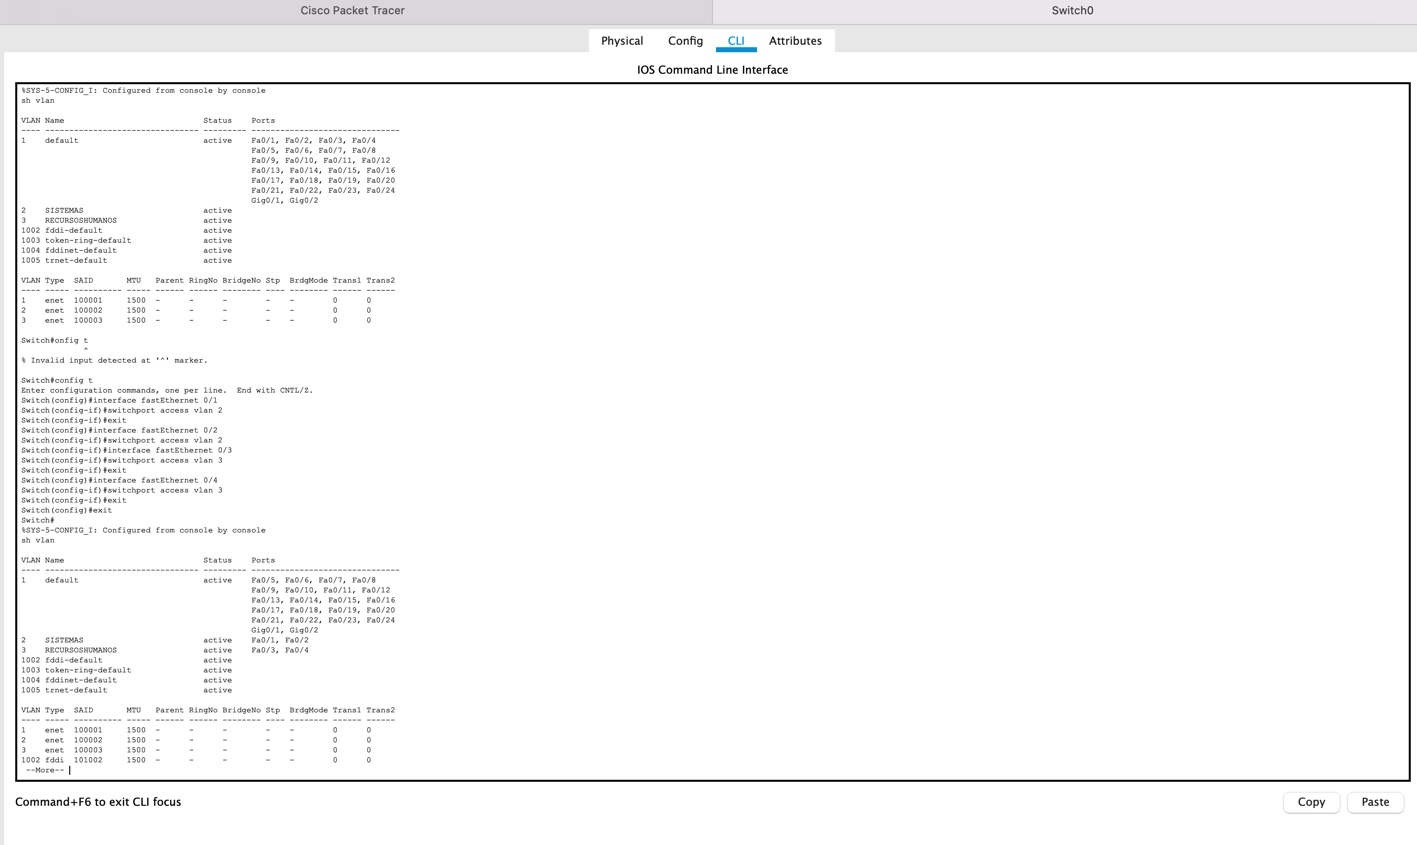 Cisco Packet Tracer Switch0
Physical Config CLI Attributes
IOS Command Line Interface
%SYS-5-CONFIG_I: Configured from console by console
sh vlan
VLAN Name Status Ports
---- -------------------------------- --------- -------------------------------
1 default active Fa0/1, Fa0/2, Fa0/3, Fa0/4
Fa0/5, Fa0/6, Fa0/7, Fa0/8
Fa0/9, Fa0/10, Fa0/11, Fa0/12
Fa0/13, Fa0/14, Fa0/15, Fa0/16
Fa0/17, Fa0/18, Fa0/19, Fa0/20
Fa0/21, Fa0/22, Fa0/23, Fa0/24
Gig0/1, Gig0/2
2 SISTEMAS active
3 RECURSOSHUMANOS active
1002 fddi-default active
1003 token-ring-default active
1004 fddinet-default active
1005 trnet-default active
VLAN Type SAID MTU Parent RingNo BridgeNo Stp BrdgMode Trans1 Trans2
---- ----- ---------- ----- ------ ------ -------- ---- -------- ------ ------
1 enet 100001 1500 - - - - - 0 0
2 enet 100002 1500 - - - - - 0 0
3 enet 100003 1500 - - - - - 0 0
Switch#onfig t
^
% Invalid input detected at '^' marker.
Switch#config t
Enter configuration commands, one per line. End with CNTL/Z.
Switch(config)#interface fastEthernet 0/1
Switch(config-if)#switchport access vlan 2
Switch(config-if)#exit
Switch(config)#interface fastEthernet 0/2
Switch(config-if)#switchport access vlan 2
Switch(config-if)#interface fastEthernet 0/3
Switch(config-if)#switchport access vlan 3
Switch(config-if)#exit
Switch(config)#interface fastEthernet 0/4
Switch(config-if)#switchport access vlan 3
Switch(config-if)#exit
Switch(config)#exit
Switch#
%SYS-5-CONFIG_I: Configured from console by console
sh vlan
VLAN Name Status Ports
---- -------------------------------- --------- -------------------------------
1 default active Fa0/5, Fa0/6, Fa0/7, Fa0/8
Fa0/9, Fa0/10, Fa0/11, Fa0/12
Fa0/13, Fa0/14, Fa0/15, Fa0/16
Fa0/17, Fa0/18, Fa0/19, Fa0/20
Fa0/21, Fa0/22, Fa0/23, Fa0/24
Gig0/1, Gig0/2
2 SISTEMAS active Fa0/1, Fa0/2
3 RECURSOSHUMANOS active Fa0/3, Fa0/4
1002 fddi-default active
1003 token-ring-default active
1004 fddinet-default active
1005 trnet-default active
VLAN Type SAID MTU Parent RingNo BridgeNo Stp BrdgMode Trans1 Trans2
---- ----- ---------- ----- ------ ------ -------- ---- -------- ------ ------
1 enet 100001 1500 - - - - - 0 0
2 enet 100002 1500 - - - - - 0 0
3 enet 100003 1500 - - - - - 0 0
1002 fddi 101002 1500 - - - - - 0 0
--More--
Command+F6 to exit CLI focus Copy Paste